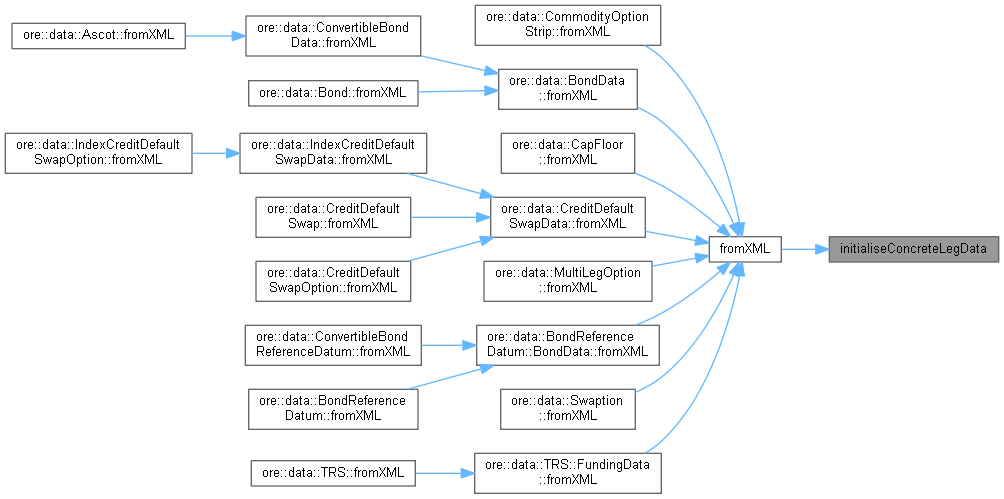 ore::data::CommodityOption
Strip::fromXML
ore::data::Ascot::fromXML
ore::data::ConvertibleBond
Data::fromXML
ore::data::BondData
::fromXML
ore::data::Bond::fromXML
ore::data::IndexCreditDefault
SwapOption::fromXML
ore::data::IndexCreditDefault
SwapData::fromXML
ore::data::CapFloor
::fromXML
ore::data::CreditDefault
Swap::fromXML
ore::data::CreditDefault
SwapData::fromXML
fromXML
initialiseConcreteLegData
ore::data::CreditDefault
SwapOption::fromXML
ore::data::MultiLegOption
::fromXML
ore::data::ConvertibleBond
ReferenceDatum::fromXML
ore::data::BondReference
Datum::BondData::fromXML
ore::data::BondReference
Datum::fromXML
ore::data::Swaption
::fromXML
ore::data::TRS::fromXML
ore::data::TRS::FundingData
::fromXML